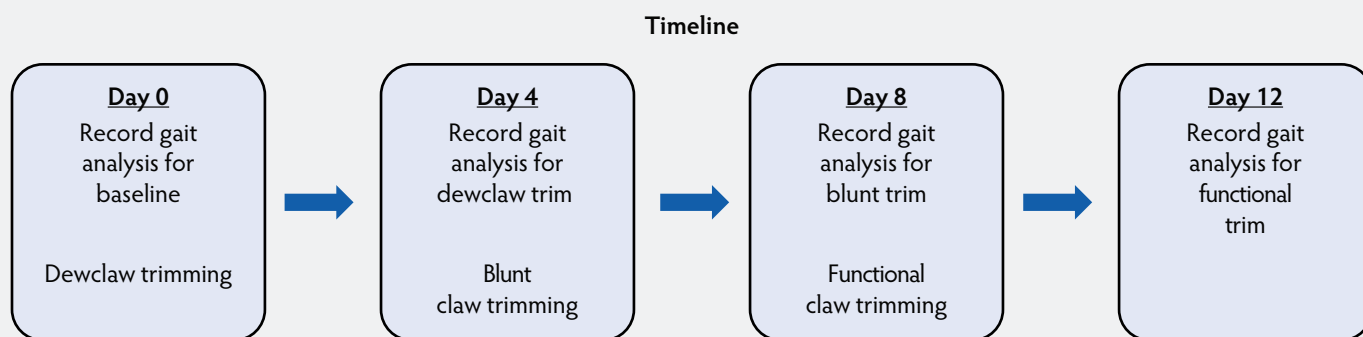 Timeline
Day 0
Record gait
analysis for
baseline
Dewclaw trimming
Day 4
Record gait
analysis for
dewclaw trim
Blunt
claw trimming
Day 8
Record gait
analysis for
blunt trim
Functional
claw trimming
Day 12
Record gait
analysis for
functional
trim